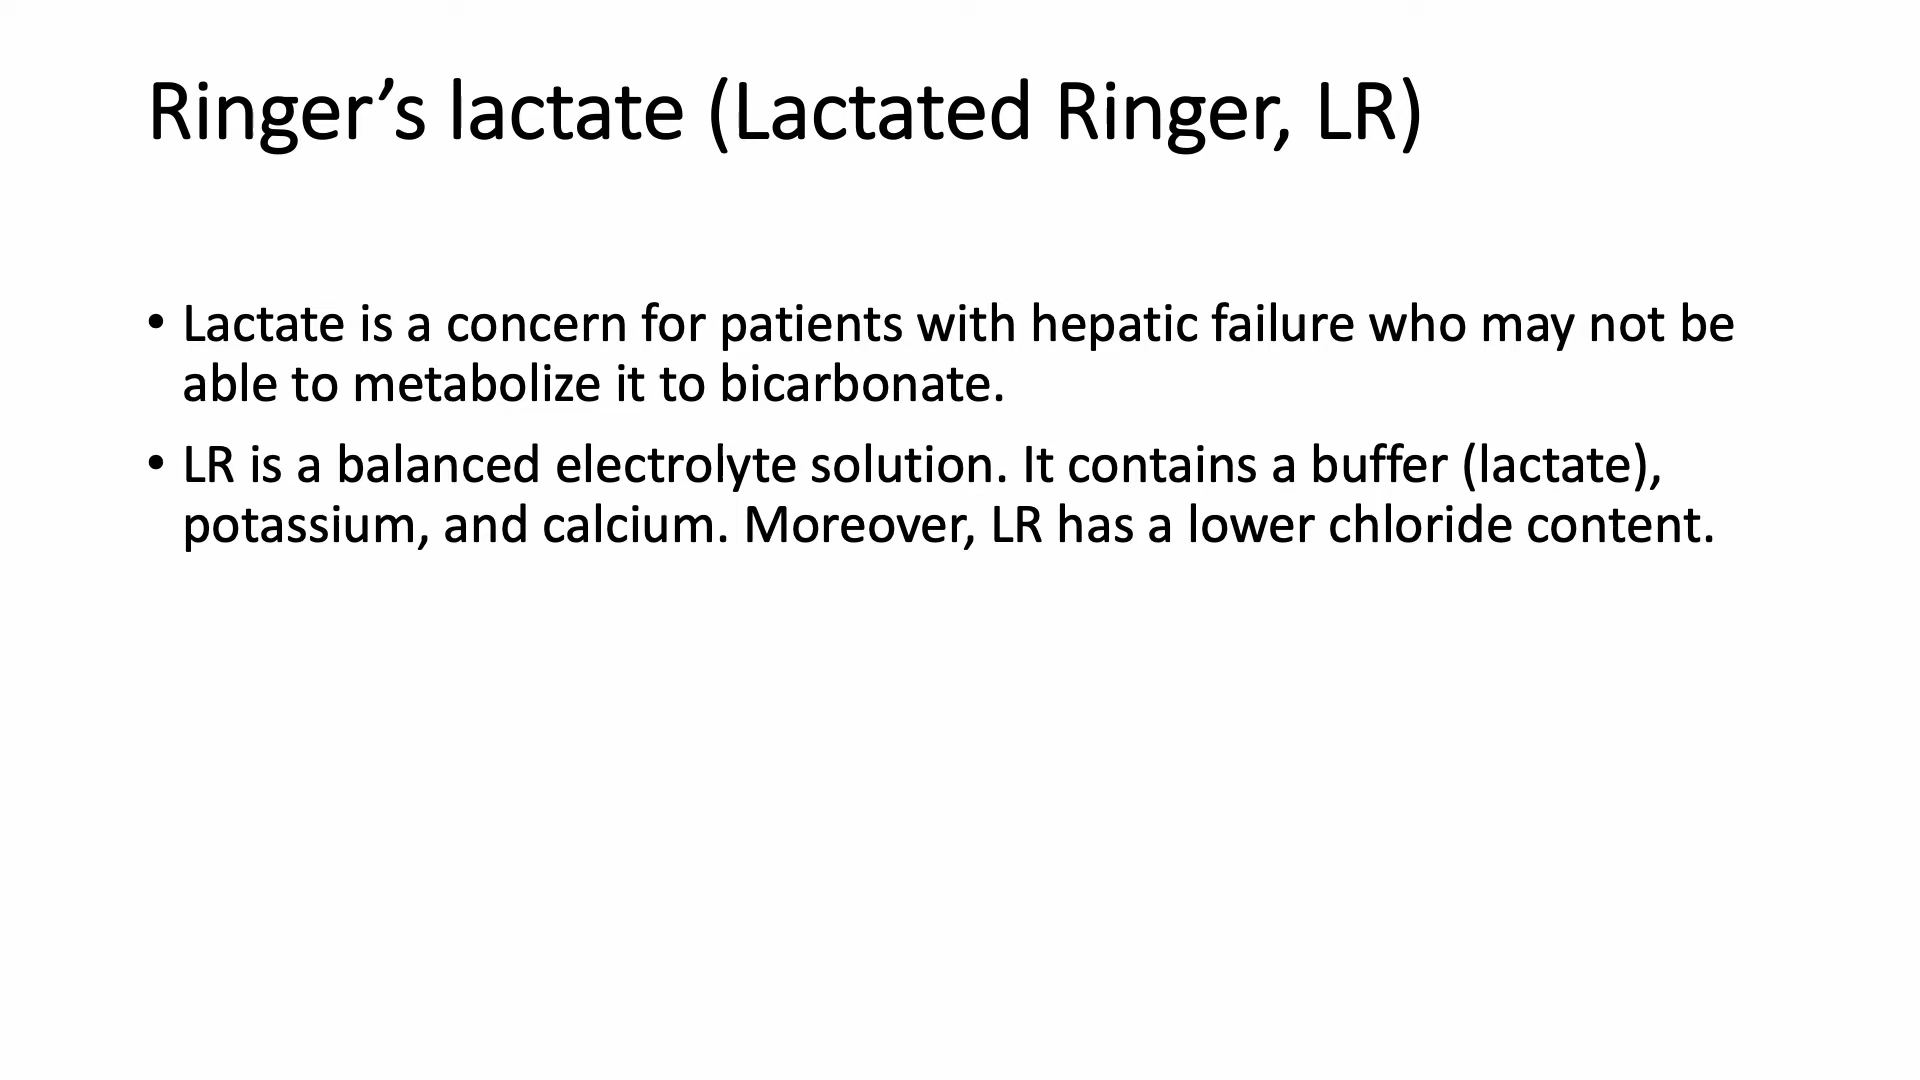 Ringer’s lactate (Lactated Ringer, LR)
• Lactate is a concern for patients with hepatic failure who may not be
able to metabolize it to bicarbonate.
• LR is a balanced electrolyte solution. It contains a buffer (lactate),
potassium, and calcium. Moreover, LR has a lower chloride content.